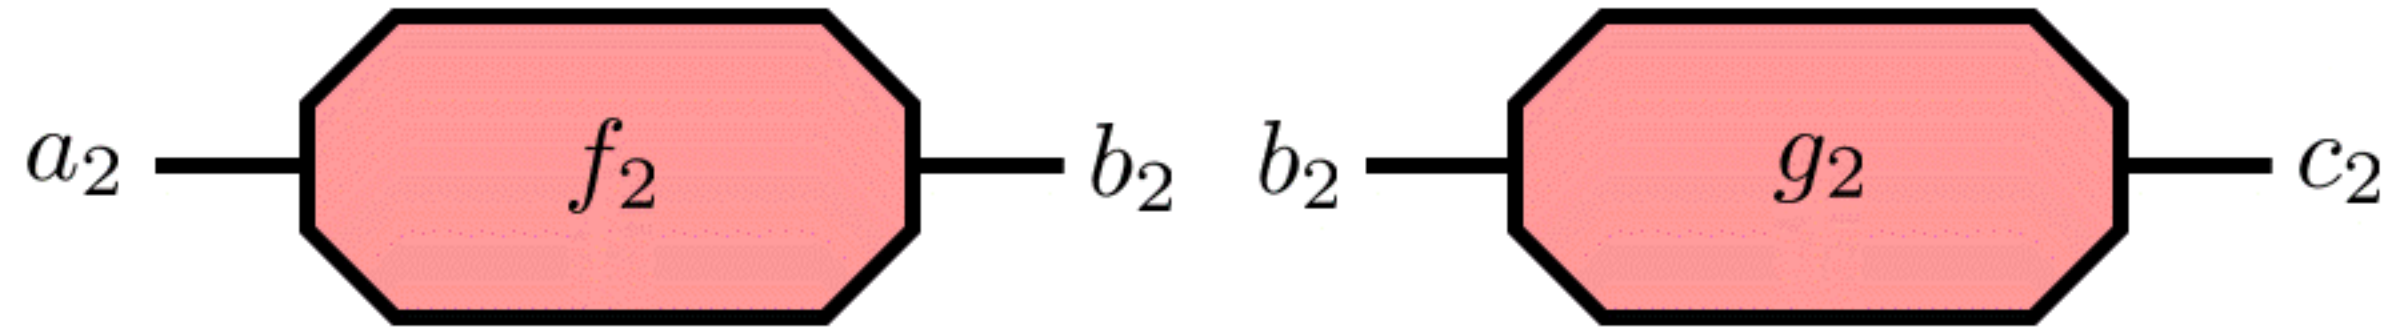 a₂ f₂ b₂ b₂ g₂ c₂